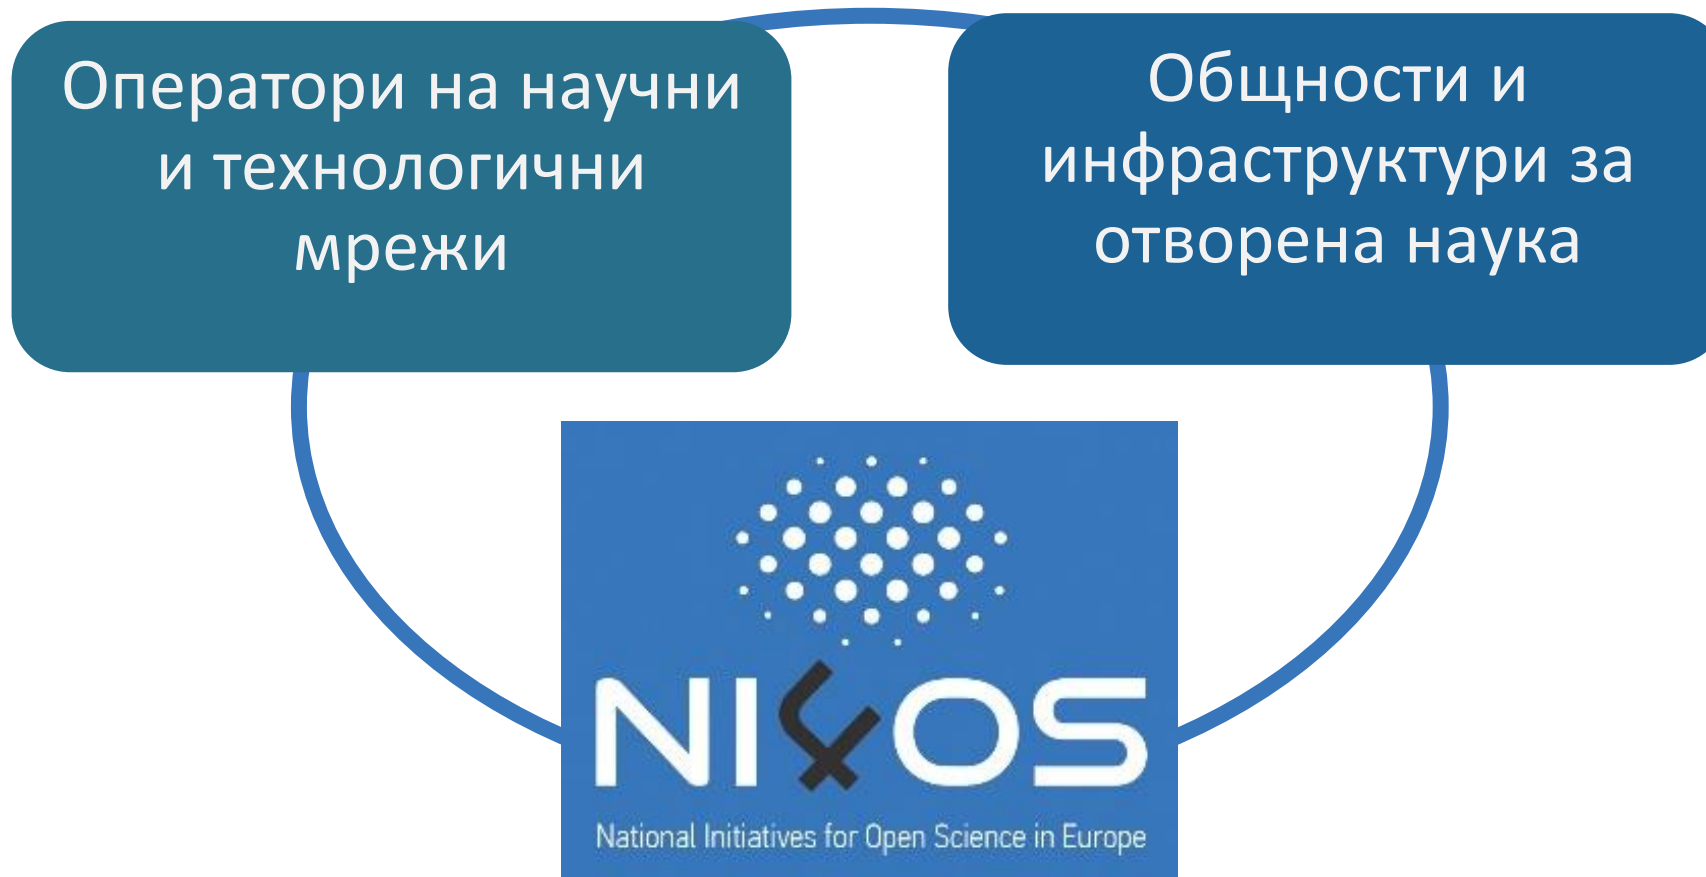 Оператори на научни
и технологични
мрежи
Общности и
инфраструктури за
отворена наука
NI4OS
National Initiatives for Open Science in Europe